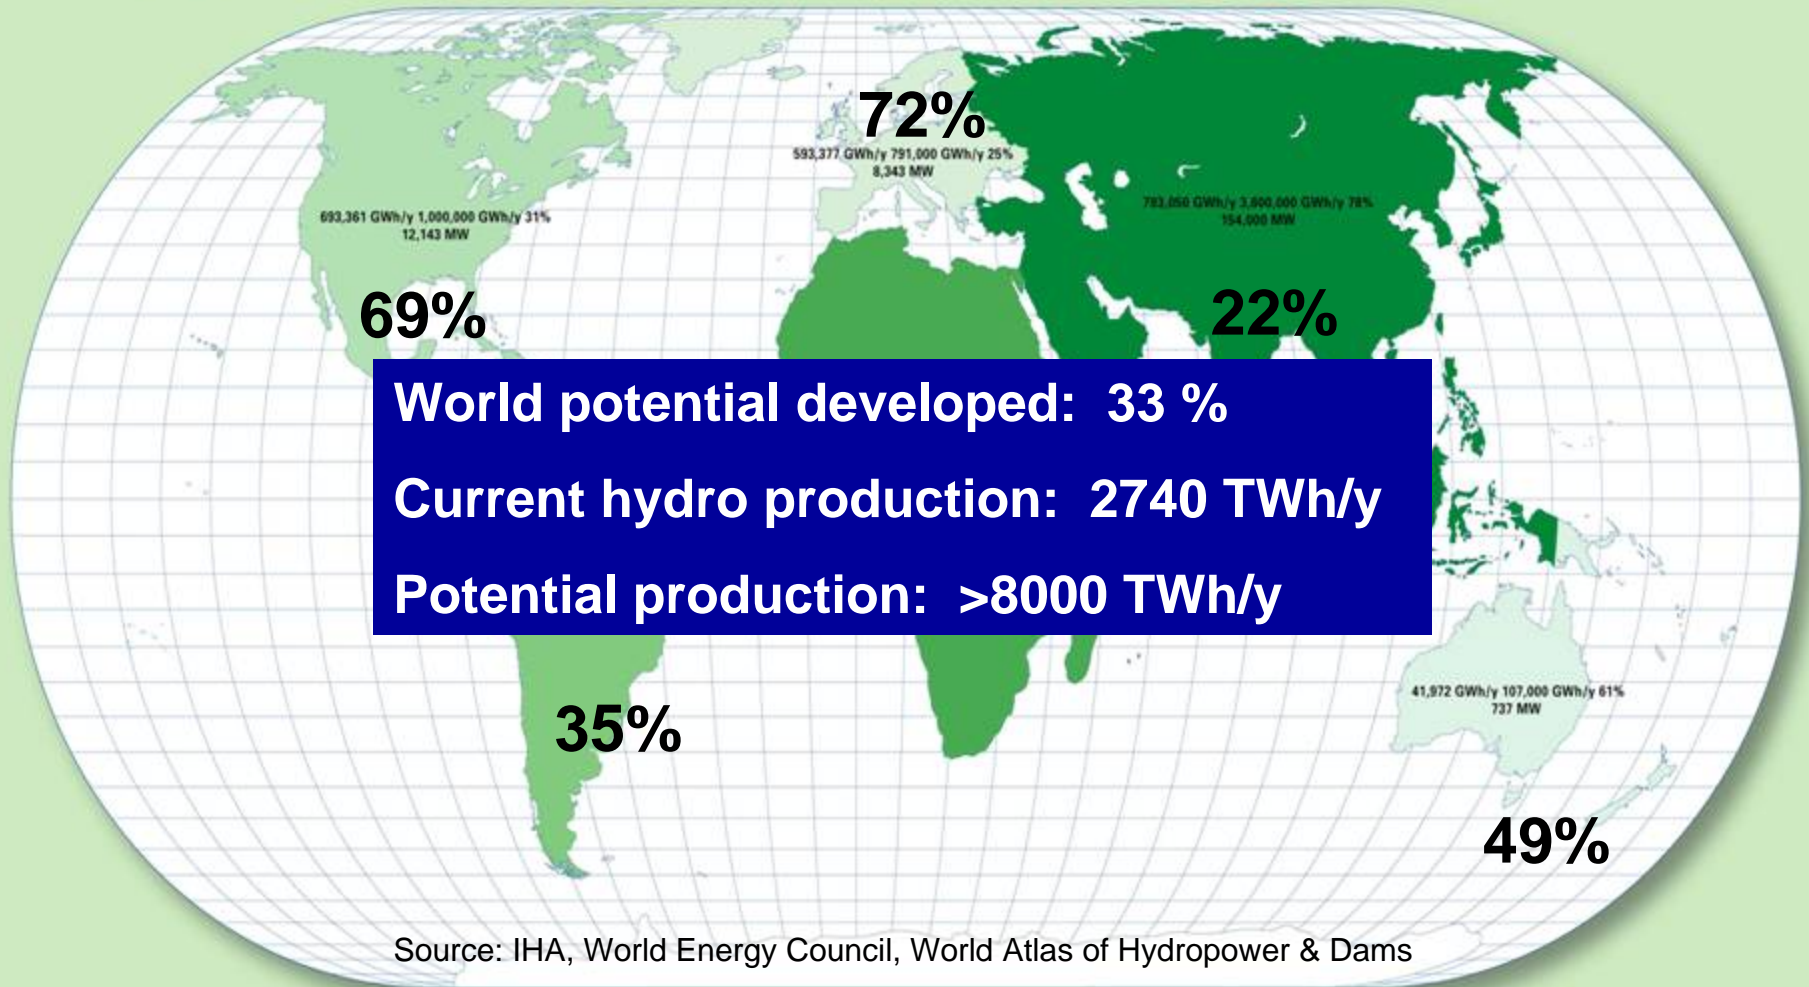 72%
593,377 GWh/y 791,000 GWh/y 25%
8,343 MW
693,361 GWh/y 1,000,000 GWh/y 31%
12,143 MW
783,050 GWh/y 3,600,000 GWh/y 78%
154,000 MW
69%
22%
World potential developed: 33 %
Current hydro production: 2740 TWh/y
Potential production: >8000 TWh/y
41,972 GWh/y 107,000 GWh/y 61%
737 MW
35%
49%
Source: IHA, World Energy Council, World Atlas of Hydropower & Dams